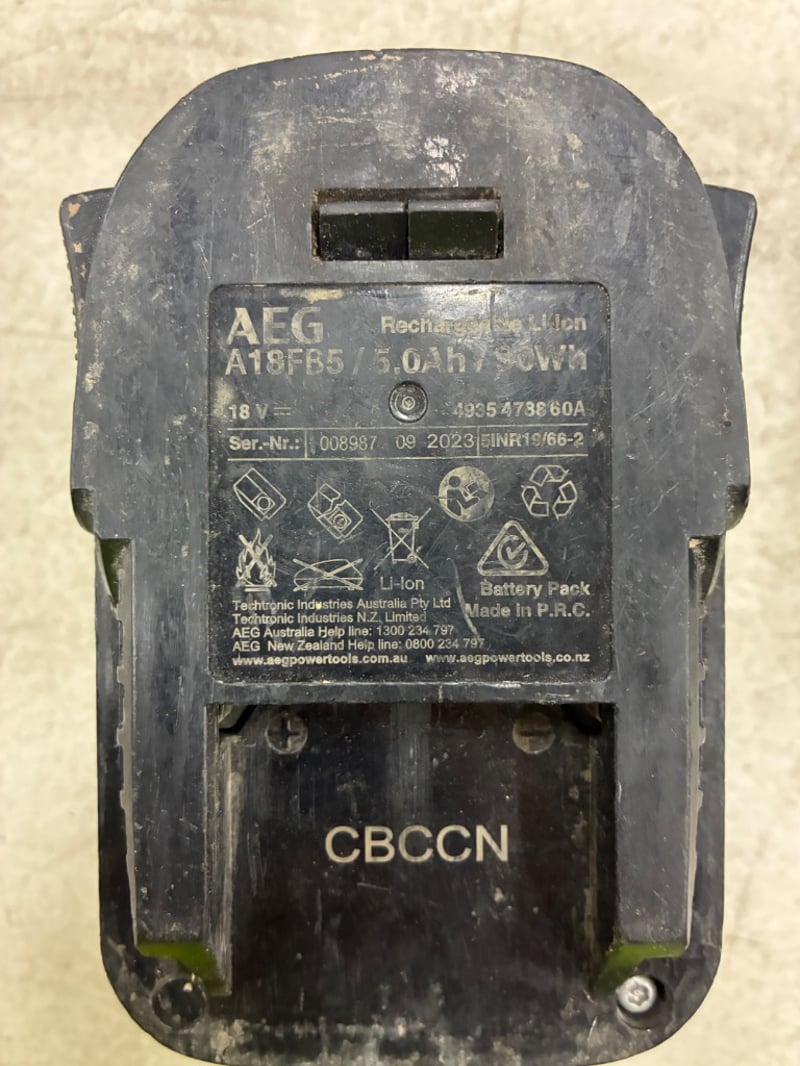 AEG Rechargeable Li-Ion
A18FB5 / 5.0Ah / 90Wh
18 V 4935 4788 60A
Ser.-Nr.: 008987 09 2023 5INR19/66-2
Li-Ion
Battery Pack
Made in P.R.C.
Techtronic Industries Australia Pty Ltd
Techtronic Industries N.Z. Limited
AEG Australia Help line: 1300 234 797
AEG New Zealand Help line: 0800 234 797
www.aegpowertools.com.au www.aegpowertools.co.nz
+ -
CBCCN